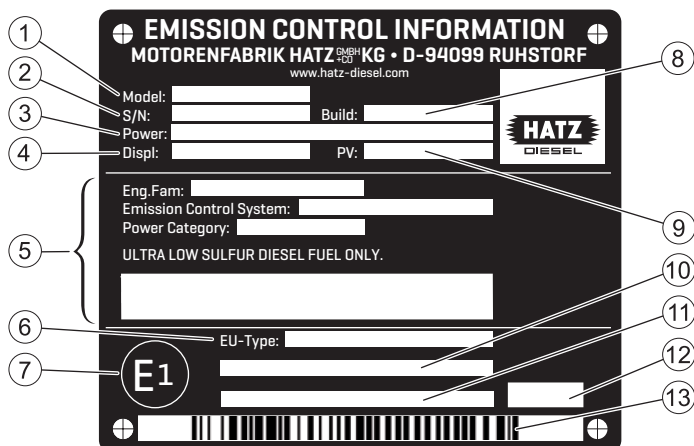 EMISSION CONTROL INFORMATION
MOTORENFABRIK HATZ GMBH +CO KG • D-94099 RUHSTORF
www.hatz-diesel.com
1
Model:
2
S/N: Build:
8
3
Power:
4
Displ: PV:
9
HATZ
DIESEL
5
Eng.Fam:
Emission Control System:
Power Category:
ULTRA LOW SULFUR DIESEL FUEL ONLY.
6
EU-Type:
10
7
E1
11
12
13